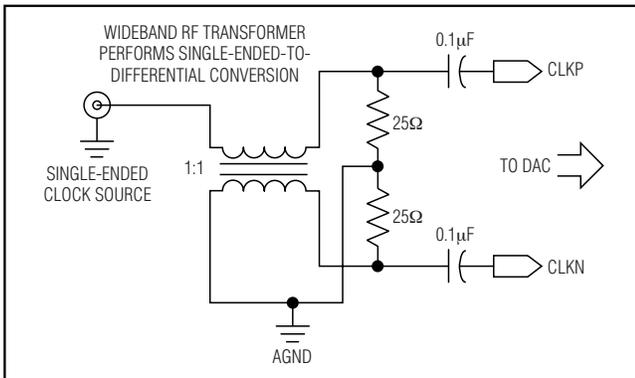 WIDEBAND RF TRANSFORMER
PERFORMS SINGLE-ENDED-TO-
DIFFERENTIAL CONVERSION
0.1μF
CLKP
25Ω
SINGLE-ENDED
CLOCK SOURCE
1:1
TO DAC
25Ω
0.1μF
CLKN
AGND